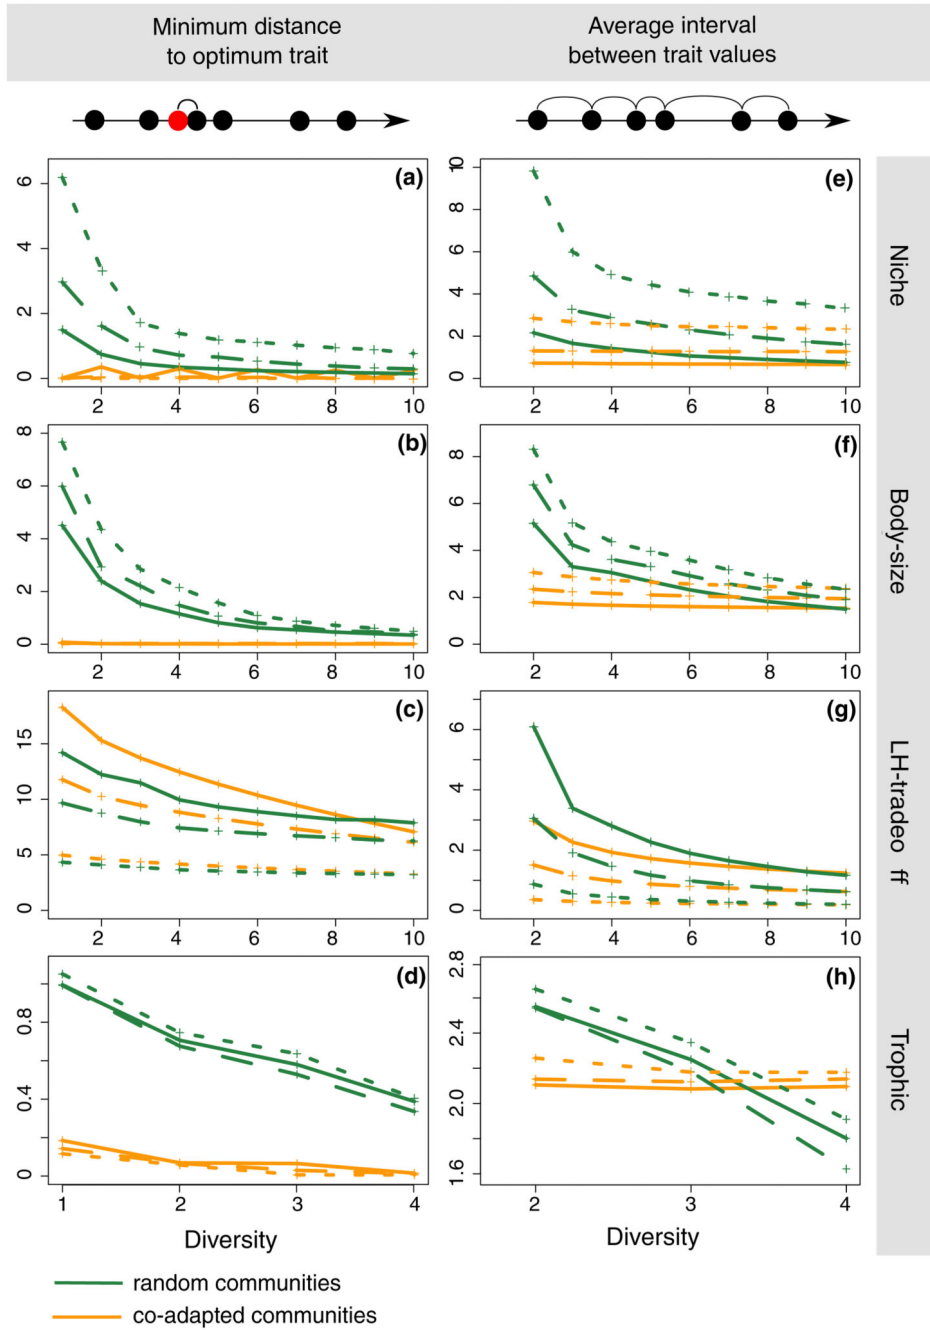 Minimum distance
to optimum trait
Average interval
between trait values
(a)
6
4
2
0
2 4 6 8 10
(e)
10
8
6
4
2
0
2 4 6 8 10
Niche
(b)
8
6
4
2
0
2 4 6 8 10
(f)
8
6
4
2
0
2 4 6 8 10
Body-size
(c)
15
10
5
0
2 4 6 8 10
(g)
6
4
2
0
2 4 6 8 10
LH-tradeo ff
(d)
0.8
0.4
0
1 2 3 4
Diversity
(h)
2.8
2.4
2.0
1.6
2 3 4
Diversity
Trophic
random communities
co-adapted communities